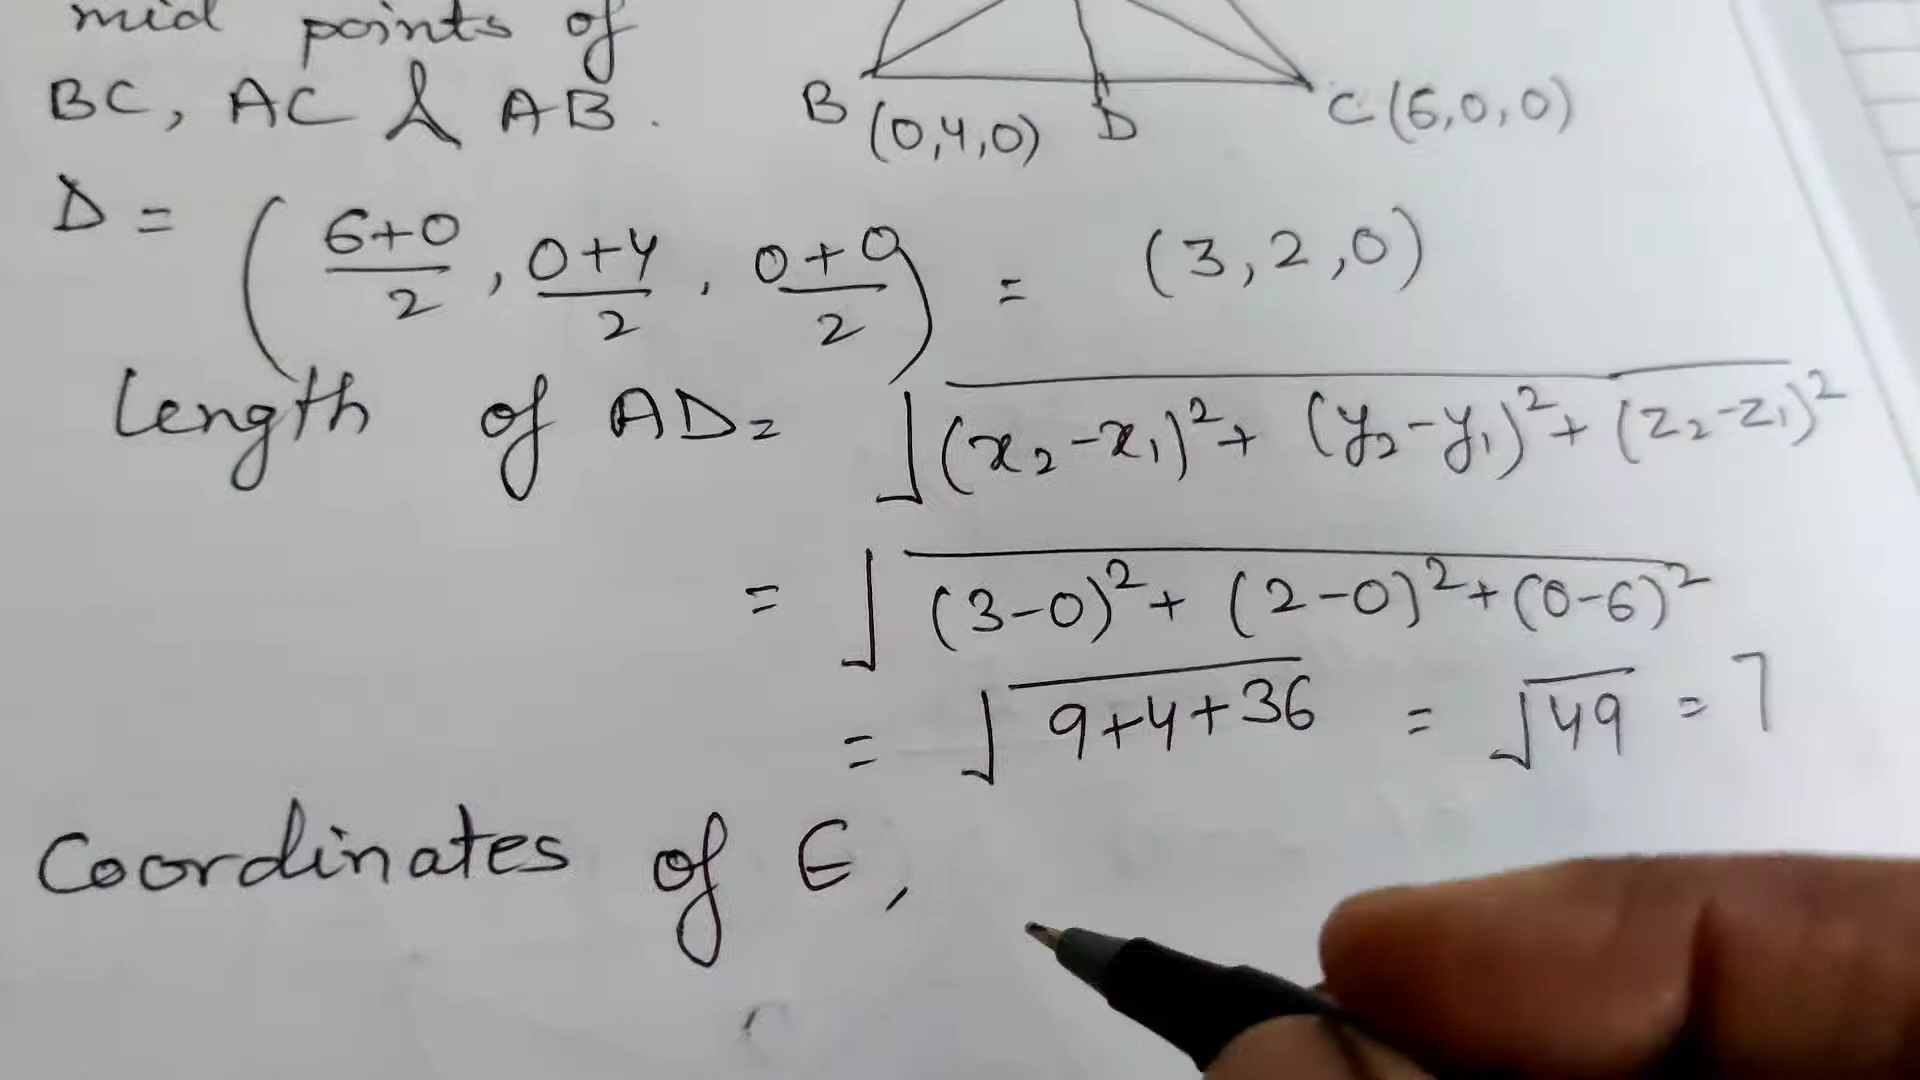 mid points of
BC, AC & AB.
B (0,4,0) D C (6,0,0)
D = ( 6+0/2 , 0+4/2 , 0+0/2 ) = (3,2,0)
length of AD = √(x₂-x₁)²+ (y₂-y₁)²+ (z₂-z₁)²
= √(3-0)²+ (2-0)²+(0-6)²
= √9+4+36 = √49 = 7
Coordinates of E,